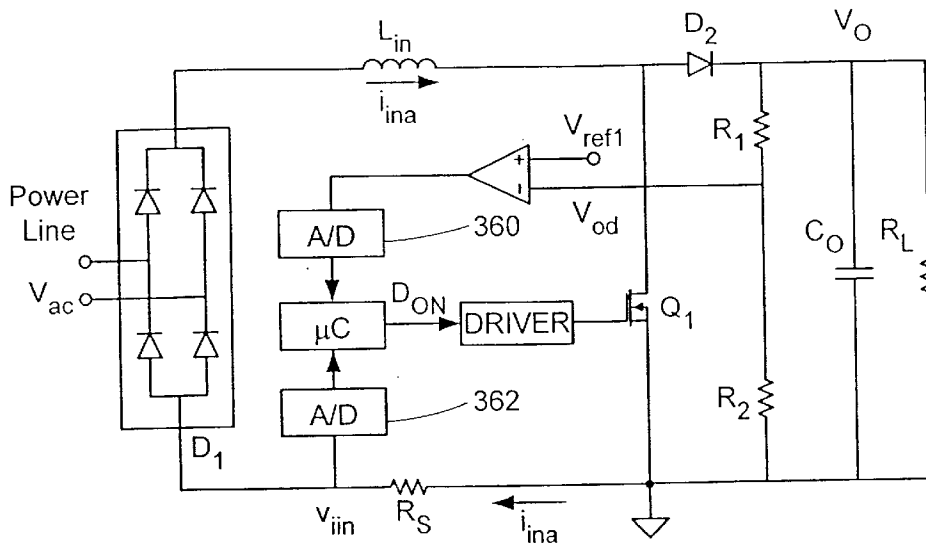 L_in
D_2
V_O
i_ina
V_ref1
R_1
Power
Line
A/D
360
V_od
C_O
R_L
V_ac
D_ON
μC
DRIVER
Q_1
A/D
362
R_2
D_1
v_iin
R_S
i_ina
+
-